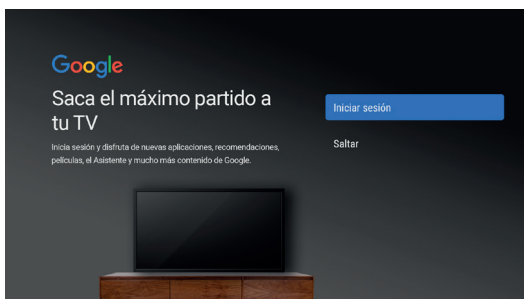 Google
Saca el máximo partido a
tu TV
Inicia sesión y disfruta de nuevas aplicaciones, recomendaciones,
películas, el Asistente y mucho más contenido de Google.
Iniciar sesión
Saltar